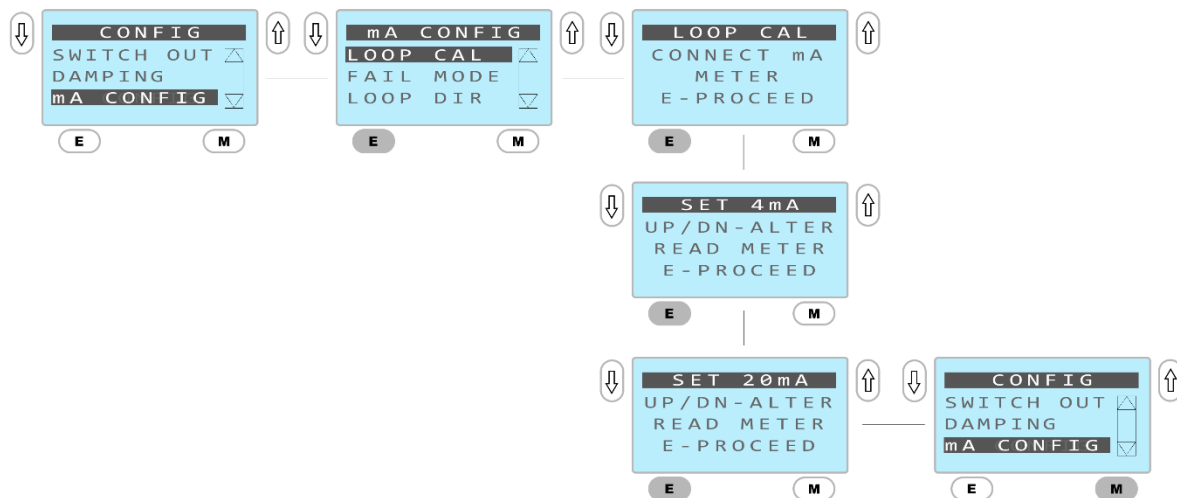 CONFIG
SWITCH OUT
DAMPING
mA CONFIG
E
M
mA CONFIG
LOOP CAL
FAIL MODE
LOOP DIR
E
M
LOOP CAL
CONNECT mA
METER
E-PROCEED
E
M
SET 4mA
UP/DN-ALTER
READ METER
E-PROCEED
E
M
SET 20mA
UP/DN-ALTER
READ METER
E-PROCEED
E
M
CONFIG
SWITCH OUT
DAMPING
mA CONFIG
E
M